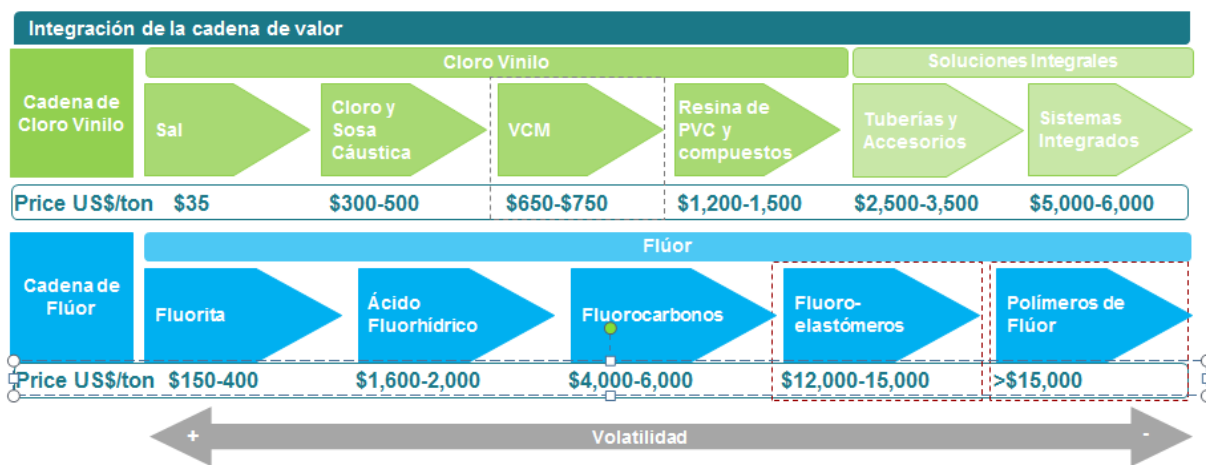 Integración de la cadena de valor
Cloro Vinilo
Soluciones Integrales
Cadena de
Cloro Vinilo
Sal
Cloro y
Sosa
Cáustica
VCM
Resina de
PVC y
compuestos
Tuberías y
Accesorios
Sistemas
Integrados
Price US$/ton $35 $300-500 $650-$750 $1,200-1,500 $2,500-3,500 $5,000-6,000
Flúor
Cadena de
Flúor
Fluorita
Ácido
Fluorhídrico
Fluorocarbonos
Fluoro-
elastómeros
Polímeros de
Flúor
Price US$/ton $150-400 $1,600-2,000 $4,000-6,000 $12,000-15,000 >$15,000
+ Volatilidad -